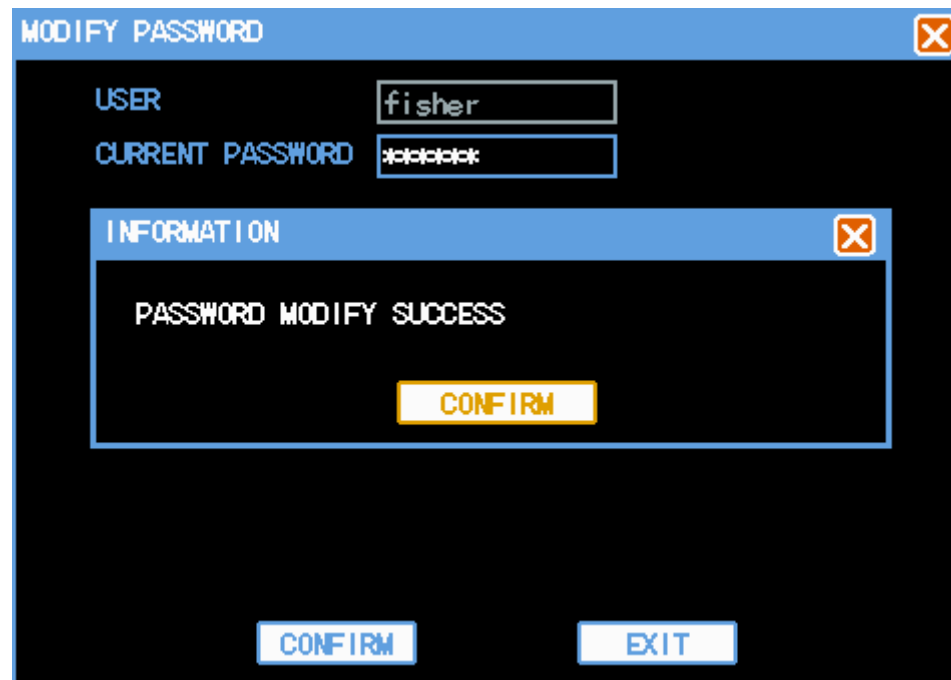 MODIFY PASSWORD
USER fisher
CURRENT PASSWORD ******
INFORMATION
PASSWORD MODIFY SUCCESS
CONFIRM
CONFIRM EXIT